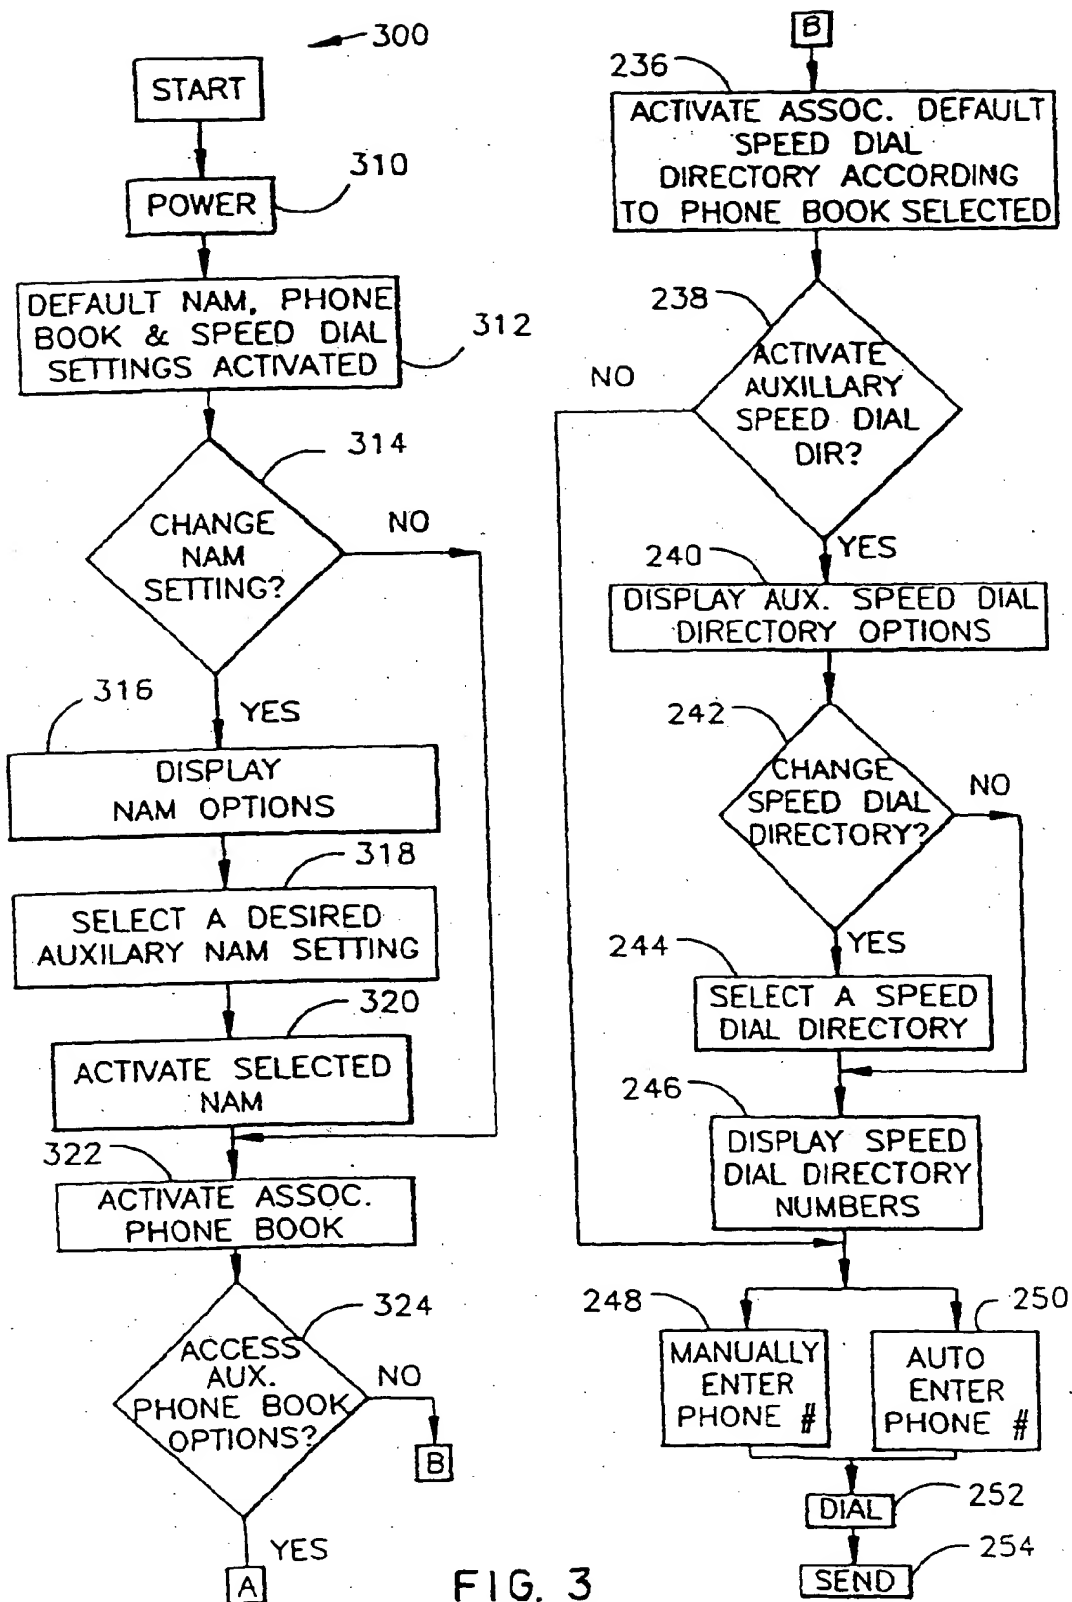 300
START
310
POWER
DEFAULT NAM, PHONE
BOOK & SPEED DIAL
SETTINGS ACTIVATED
312
314
CHANGE
NAM
SETTING?
NO
YES
316
DISPLAY
NAM OPTIONS
318
SELECT A DESIRED
AUXILARY NAM SETTING
320
ACTIVATE SELECTED
NAM
322
ACTIVATE ASSOC.
PHONE BOOK
324
ACCESS
AUX.
PHONE BOOK
OPTIONS?
NO
B
YES
A
B
236
ACTIVATE ASSOC. DEFAULT
SPEED DIAL
DIRECTORY ACCORDING
TO PHONE BOOK SELECTED
238
ACTIVATE
AUXILLARY
SPEED DIAL
DIR?
NO
YES
240
DISPLAY AUX. SPEED DIAL
DIRECTORY OPTIONS
242
CHANGE
SPEED DIAL
DIRECTORY?
NO
YES
244
SELECT A SPEED
DIAL DIRECTORY
246
DISPLAY SPEED
DIAL DIRECTORY
NUMBERS
248
MANUALLY
ENTER
PHONE #
250
AUTO
ENTER
PHONE #
252
DIAL
254
SEND
FIG. 3